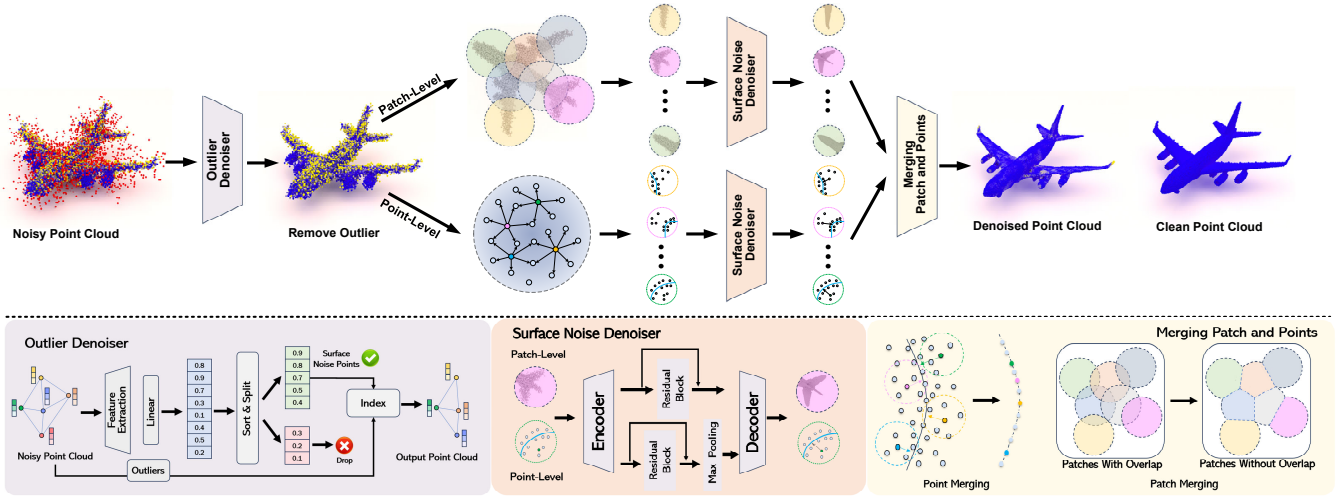 Noisy Point Cloud
Outlier
Denoiser
Remove Outlier
Patch-Level
Point-Level
Surface Noise
Denoiser
Surface Noise
Denoiser
Merging
Patch and Points
Denoised Point Cloud
Clean Point Cloud
Outlier Denoiser
Noisy Point Cloud
Feature
Extraction
Linear
0.8
0.9
0.7
0.3
0.1
0.4
0.5
0.2
Sort & Split
0.9
0.8
0.7
0.5
0.4
Surface
Noise Points
0.3
0.2
0.1
Drop
Index
Outliers
Output Point Cloud
Surface Noise Denoiser
Patch-Level
Point-Level
Encoder
Residual
Block
Residual
Block
Max Pooling
Decoder
Merging Patch and Points
Point Merging
Patches With Overlap
Patches Without Overlap
Patch Merging